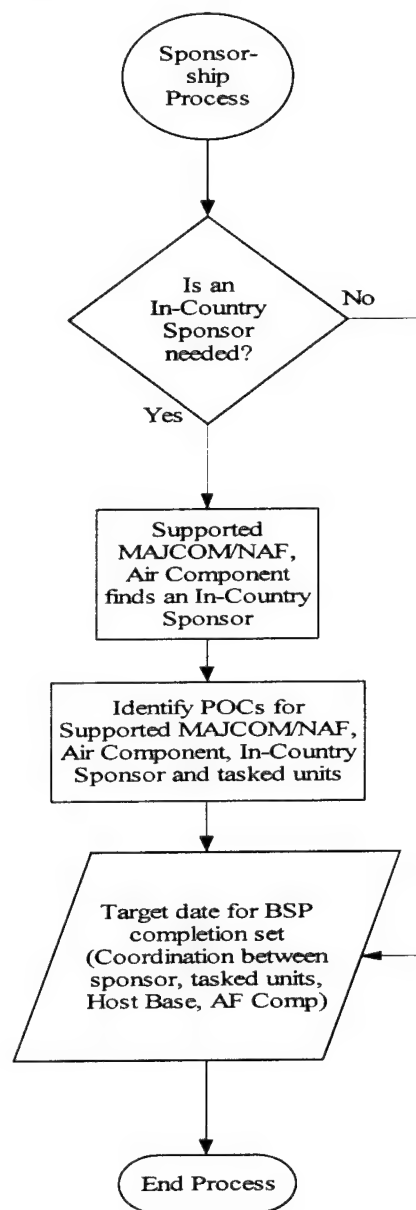 Sponsor-
ship
Process
Is an
In-Country
Sponsor
needed?
No
Yes
Supported
MAJCOM/NAF,
Air Component
finds an In-Country
Sponsor
Identify POCs for
Supported MAJCOM/NAF,
Air Component, In-Country
Sponsor and tasked units
Target date for BSP
completion set
(Coordination between
sponsor, tasked units,
Host Base, AF Comp)
End Process